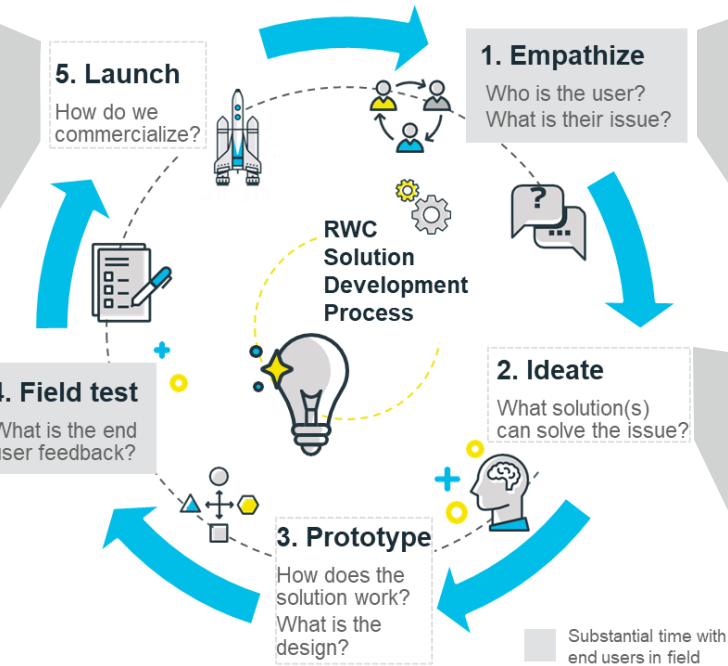 5. Launch
How do we
commercialize?
1. Empathize
Who is the user?
What is their issue?
?
RWC
Solution
Development
Process
2. Ideate
What solution(s)
can solve the issue?
4. Field test
What is the end
user feedback?
3. Prototype
How does the
solution work?
What is the
design?
Substantial time with
end users in field